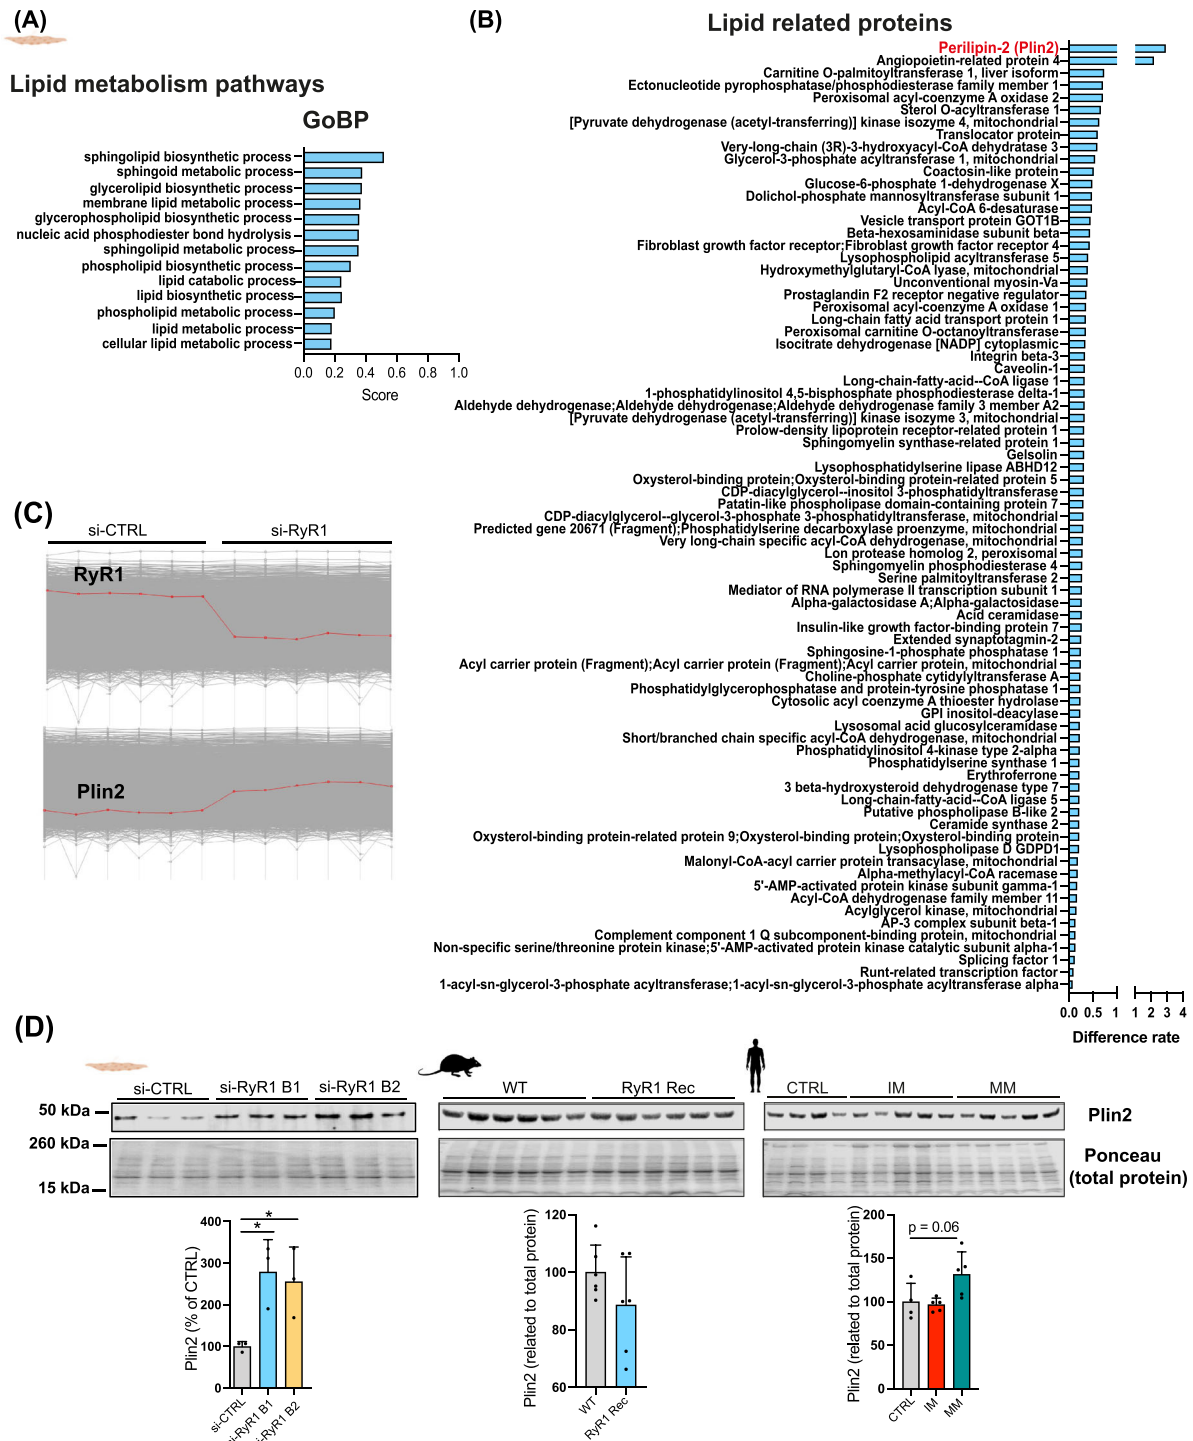 (A)
Lipid metabolism pathways
GoBP
sphingolipid biosynthetic process
sphingoid metabolic process
glycerolipid biosynthetic process
membrane lipid metabolic process
glycerophospholipid biosynthetic process
nucleic acid phosphodiester bond hydrolysis
sphingolipid metabolic process
phospholipid biosynthetic process
lipid catabolic process
lipid biosynthetic process
phospholipid metabolic process
lipid metabolic process
cellular lipid metabolic process
0.0 0.2 0.4 0.6 0.8 1.0
Score
(B)
Lipid related proteins
Perilipin-2 (Plin2)
Angiopoietin-related protein 4
Carnitine O-palmitoyltransferase 1, liver isoform
Ectonucleotide pyrophosphatase/phosphodiesterase family member 1
Peroxisomal acyl-coenzyme A oxidase 2
Sterol O-acyltransferase 1
[Pyruvate dehydrogenase (acetyl-transferring)] kinase isozyme 4, mitochondrial
Translocator protein
Very-long-chain (3R)-3-hydroxyacyl-CoA dehydratase 3
Glycerol-3-phosphate acyltransferase 1, mitochondrial
Coactosin-like protein
Glucose-6-phosphate 1-dehydrogenase X
Dolichol-phosphate mannosyltransferase subunit 1
Acyl-CoA 6-desaturase
Vesicle transport protein GOT1B
Beta-hexosaminidase subunit beta
Fibroblast growth factor receptor;Fibroblast growth factor receptor 4
Lysophospholipid acyltransferase 5
Hydroxymethylglutaryl-CoA lyase, mitochondrial
Unconventional myosin-Va
Prostaglandin F2 receptor negative regulator
Peroxisomal acyl-coenzyme A oxidase 1
Long-chain fatty acid transport protein 1
Peroxisomal carnitine O-octanoyltransferase
Isocitrate dehydrogenase [NADP] cytoplasmic
Integrin beta-3
Caveolin-1
Long-chain-fatty-acid--CoA ligase 1
1-phosphatidylinositol 4,5-bisphosphate phosphodiesterase delta-1
Aldehyde dehydrogenase;Aldehyde dehydrogenase;Aldehyde dehydrogenase family 3 member A2
[Pyruvate dehydrogenase (acetyl-transferring)] kinase isozyme 3, mitochondrial
Prolow-density lipoprotein receptor-related protein 1
Sphingomyelin synthase-related protein 1
Gelsolin
Lysophosphatidylserine lipase ABHD12
Oxysterol-binding protein;Oxysterol-binding protein-related protein 5
CDP-diacylglycerol--inositol 3-phosphatidyltransferase
Patatin-like phospholipase domain-containing protein 7
CDP-diacylglycerol--glycerol-3-phosphate 3-phosphatidyltransferase, mitochondrial
Predicted gene 20671 (Fragment);Phosphatidylserine decarboxylase proenzyme, mitochondrial
Very long-chain specific acyl-CoA dehydrogenase, mitochondrial
Lon protease homolog 2, peroxisomal
Sphingomyelin phosphodiesterase 4
Serine palmitoyltransferase 2
Mediator of RNA polymerase II transcription subunit 1
Alpha-galactosidase A;Alpha-galactosidase
Acid ceramidase
Insulin-like growth factor-binding protein 7
Extended synaptotagmin-2
Sphingosine-1-phosphate phosphatase 1
Acyl carrier protein (Fragment);Acyl carrier protein (Fragment);Acyl carrier protein, mitochondrial
Choline-phosphate cytidylyltransferase A
Phosphatidylglycerophosphatase and protein-tyrosine phosphatase 1
Cytosolic acyl coenzyme A thioester hydrolase
GPI inositol-deacylase
Lysosomal acid glucosylceramidase
Short/branched chain specific acyl-CoA dehydrogenase, mitochondrial
Phosphatidylinositol 4-kinase type 2-alpha
Phosphatidylserine synthase 1
Erythroferrone
3 beta-hydroxysteroid dehydrogenase type 7
Long-chain-fatty-acid--CoA ligase 5
Putative phospholipase B-like 2
Ceramide synthase 2
Oxysterol-binding protein-related protein 9;Oxysterol-binding protein;Oxysterol-binding protein
Lysophospholipase D GDPD1
Malonyl-CoA-acyl carrier protein transacylase, mitochondrial
Alpha-methylacyl-CoA racemase
5'-AMP-activated protein kinase subunit gamma-1
Acyl-CoA dehydrogenase family member 11
Acylglycerol kinase, mitochondrial
AP-3 complex subunit beta-1
Complement component 1 Q subcomponent-binding protein, mitochondrial
Non-specific serine/threonine protein kinase;5'-AMP-activated protein kinase catalytic subunit alpha-1
Splicing factor 1
Runt-related transcription factor
1-acyl-sn-glycerol-3-phosphate acyltransferase;1-acyl-sn-glycerol-3-phosphate acyltransferase alpha
0.0 0.5 1 1 2 3 4
Difference rate
(C)
si-CTRL si-RyR1
RyR1
Plin2
(D)
si-CTRL si-RyR1 B1 si-RyR1 B2
WT RyR1 Rec
CTRL IM MM
50 kDa
Plin2
260 kDa
15 kDa
Ponceau
(total protein)
Plin2 (% of CTRL)
400
300
200
100
0
* *
si-CTRL
si-RyR1 B1
si-RyR1 B2
Plin2 (related to total protein)
120
100
80
60
WT
RyR1 Rec
Plin2 (related to total protein)
200
150
100
50
0
p = 0.06
CTRL
IM
MM